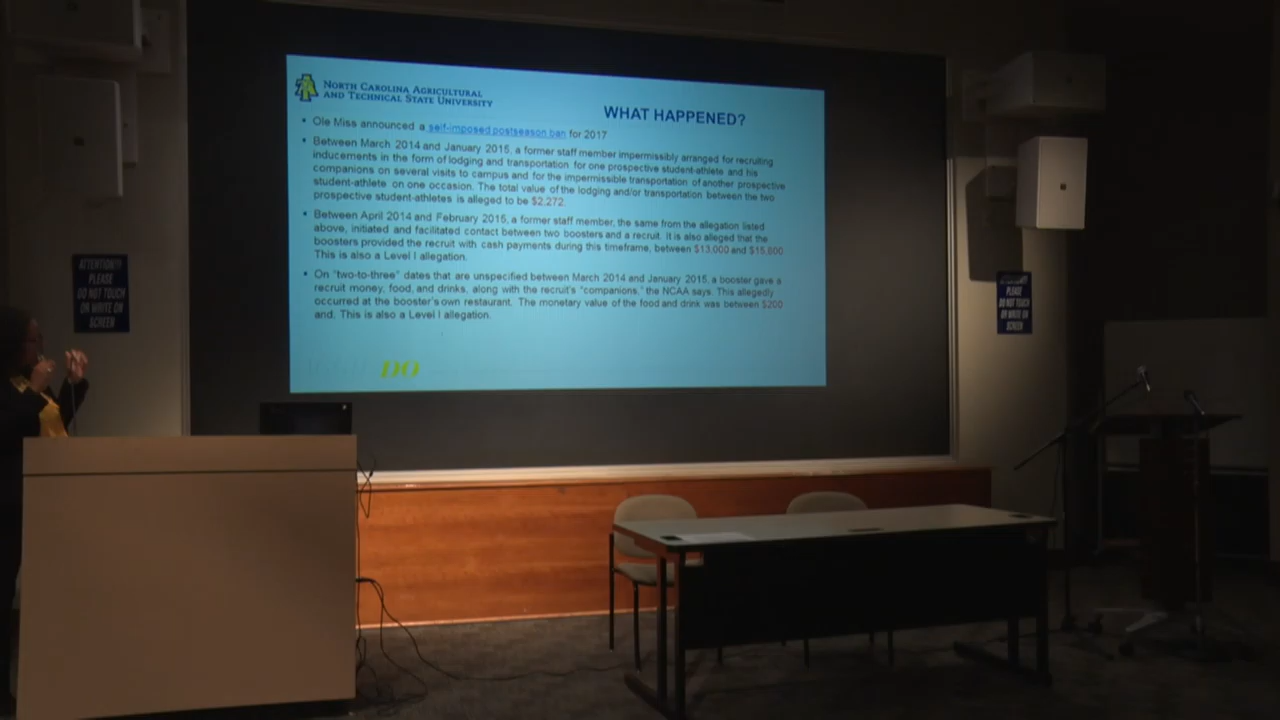 NORTH CAROLINA AGRICULTURAL
AND TECHNICAL STATE UNIVERSITY
WHAT HAPPENED?
• Ole Miss announced a self-imposed postseason ban for 2017
• Between March 2014 and January 2015, a former staff member impermissibly arranged for recruiting
inducements in the form of lodging and transportation for one prospective student-athlete and his
companions on several visits to campus and for the impermissible transportation of another prospective
student-athlete on one occasion. The total value of the lodging and/or transportation between the two
prospective student-athletes is alleged to be $2,272.
• Between April 2014 and February 2015, a former staff member, the same from the allegation listed
above, initiated and facilitated contact between two boosters and a recruit. It is also alleged that the
boosters provided the recruit with cash payments during this timeframe, between $13,000 and $15,600
This is also a Level I allegation.
• On "two-to-three" dates that are unspecified between March 2014 and January 2015, a booster gave a
recruit money, food, and drinks, along with the recruit's "companions," the NCAA says. This allegedly
occurred at the booster's own restaurant. The monetary value of the food and drink was between $200
and. This is also a Level I allegation.
DO
ATTENTION!!!
PLEASE
DO NOT TOUCH
OR WRITE ON
SCREEN
PLEASE
DO NOT TOUCH
OR WRITE ON
SCREEN